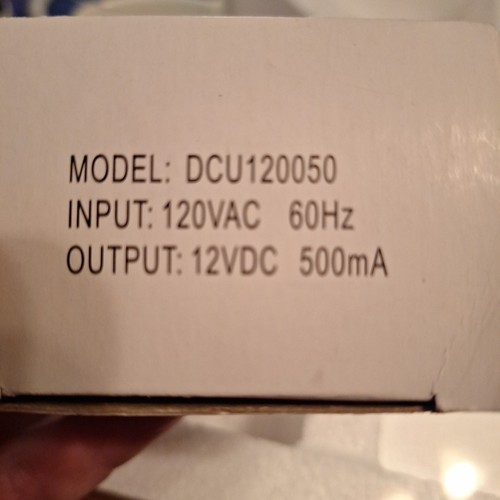 MODEL: DCU120050
INPUT: 120VAC 60Hz
OUTPUT: 12VDC 500mA